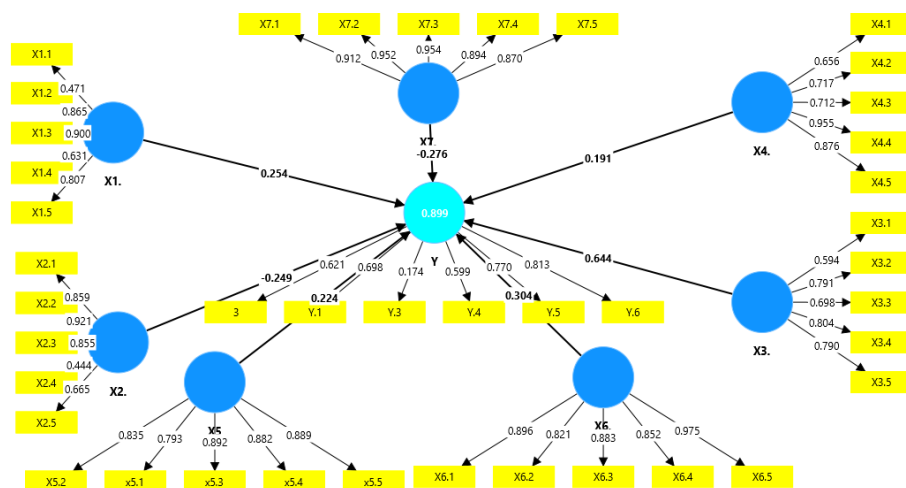 X7.1
X7.2
X7.3
X7.4
X7.5
0.912
0.952
0.954
0.894
0.870
X7.
-0.276
X1.1
X1.2
X1.3
X1.4
X1.5
0.471
0.865
0.900
0.631
0.807
X1.
0.254
X4.1
X4.2
X4.3
X4.4
X4.5
0.656
0.717
0.712
0.955
0.876
X4.
0.191
0.899
Y
X2.1
X2.2
X2.3
X2.4
X2.5
0.859
0.921
0.855
0.444
0.665
X2.
-0.249
0.621
0.698
0.174
0.599
0.770
0.813
3
Y.1
Y.3
Y.4
Y.5
Y.6
0.224
0.304
0.644
X3.1
X3.2
X3.3
X3.4
X3.5
0.594
0.791
0.698
0.804
0.790
X3.
X5
0.835
0.793
0.892
0.882
0.889
X5.2
x5.1
x5.3
x5.4
x5.5
X6.
0.896
0.821
0.883
0.852
0.975
X6.1
X6.2
X6.3
X6.4
X6.5